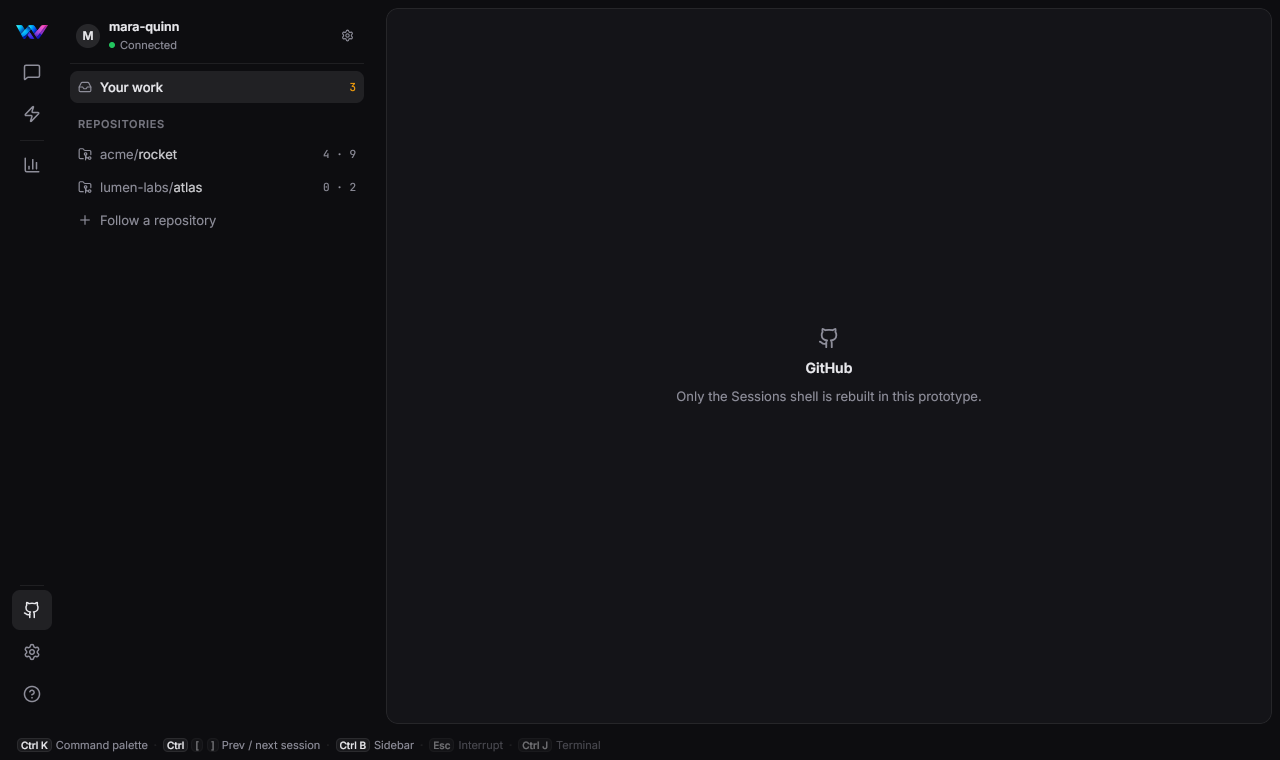 M
mara-quinn
Connected
Your work 3
REPOSITORIES
acme/rocket 4 · 9
lumen-labs/atlas 0 · 2
Follow a repository
GitHub
Only the Sessions shell is rebuilt in this prototype.
Ctrl K Command palette · Ctrl [ ] Prev / next session · Ctrl B Sidebar · Esc Interrupt · Ctrl J Terminal